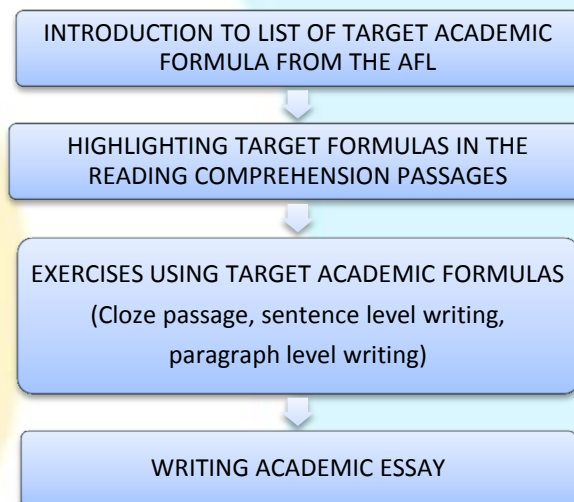 INTRODUCTION TO LIST OF TARGET ACADEMIC
FORMULA FROM THE AFL
HIGHLIGHTING TARGET FORMULAS IN THE
READING COMPREHENSION PASSAGES
EXERCISES USING TARGET ACADEMIC FORMULAS
(Cloze passage, sentence level writing,
paragraph level writing)
WRITING ACADEMIC ESSAY